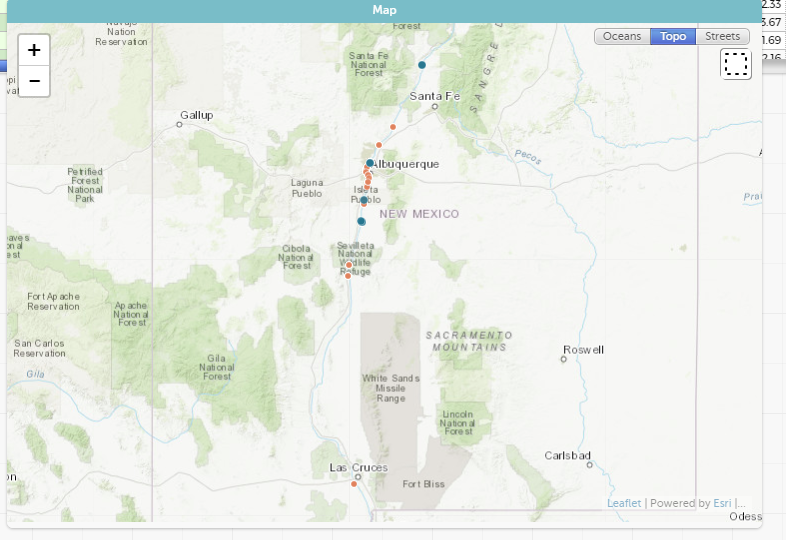 Map
2.33
3.67
1.69
2.16
Nation
Reservation
+
−
Oceans
Topo
Streets
Santa Fe
National
Forest
SANGRE
Santa Fe
Gallup
Albuquerque
Pecos
Petrified
Forest
National
Park
Laguna
Pueblo
Isleta
Pueblo
NEW MEXICO
Cibola
National
Forest
Sevilleta
National
Wildlife
Refuge
Fort Apache
Reservation
Apache
National
Forest
San Carlos
Reservation
Gila
Gila
National
Forest
SACRAMENTO
MOUNTAINS
Roswell
White Sands
Missile
Range
Lincoln
National
Forest
Carlsbad
Las Cruces
Fort Bliss
Leaflet | Powered by Esri |...
Odess